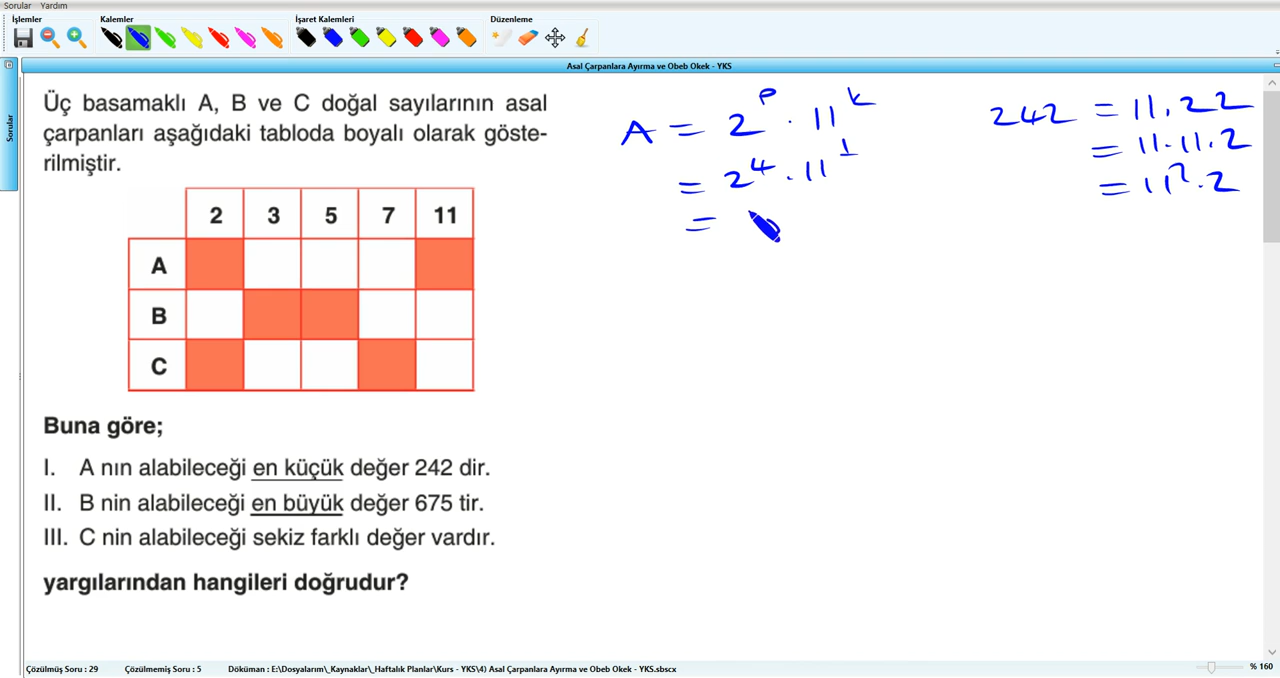 Sorular Yardım
İşlemler Kalemler İşaret Kalemleri Düzenleme
Asal Çarpanlara Ayırma ve Obeb Okek - YKS
Sorular
Üç basamaklı A, B ve C doğal sayılarının asal
çarpanları aşağıdaki tabloda boyalı olarak göste-
rilmiştir.
2 3 5 7 11
A
B
C
Buna göre;
I. A nın alabileceği en küçük değer 242 dir.
II. B nin alabileceği en büyük değer 675 tir.
III. C nin alabileceği sekiz farklı değer vardır.
yargılarından hangileri doğrudur?
A = 2^p . 11^k
= 2^4 . 11^1
=
242 = 11.22
= 11.11.2
= 11^2.2
Çözülmüş Soru : 29 Çözülmemiş Soru : 5 Döküman : E:\Dosyalarım\_Kaynaklar\_Haftalık Planlar\Kurs - YKS\4) Asal Çarpanlara Ayırma ve Obeb Okek - YKS.sbscx % 160